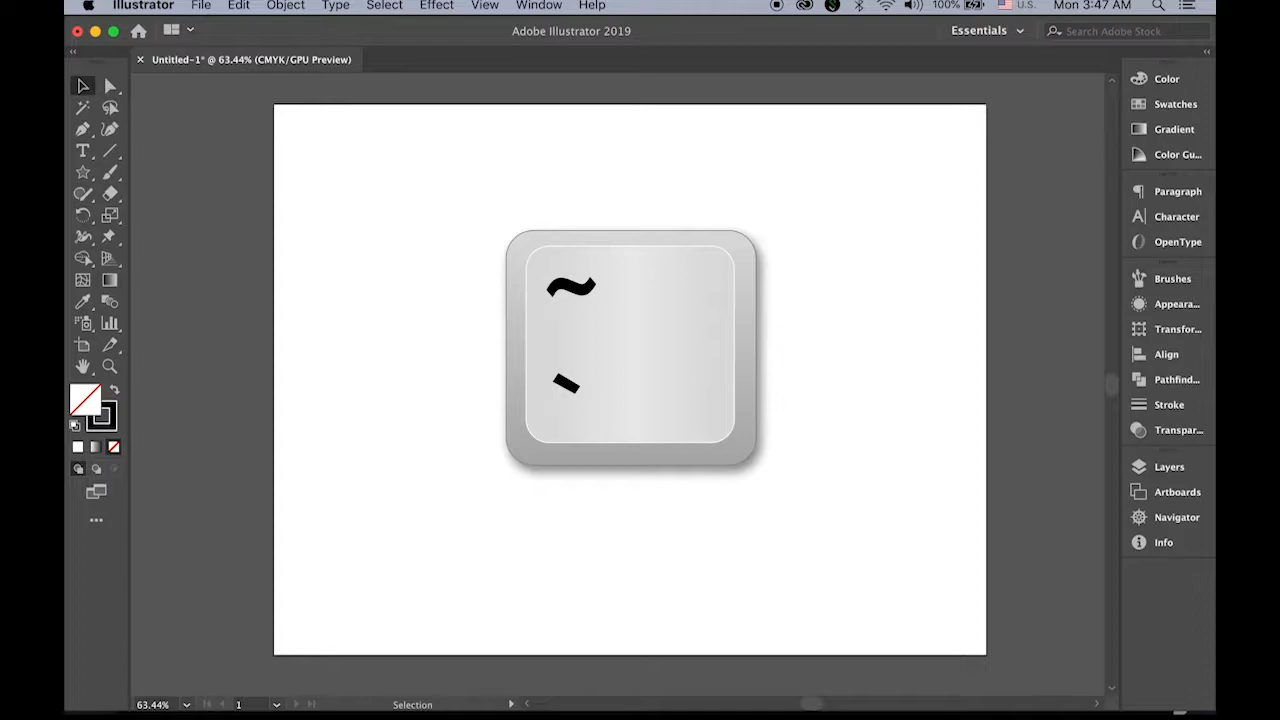 Illustrator File Edit Object Type Select Effect View Window Help 100% U.S. Mon 3:47 AM
Adobe Illustrator 2019 Essentials Search Adobe Stock
Untitled-1* @ 63.44% (CMYK/GPU Preview)
Color
Swatches
Gradient
Color Gu...
Paragraph
Character
OpenType
Brushes
Appeara...
Transfor...
Align
Pathfind...
Stroke
Transpar...
Layers
Artboards
Navigator
Info
~
`
63.44% 1 Selection